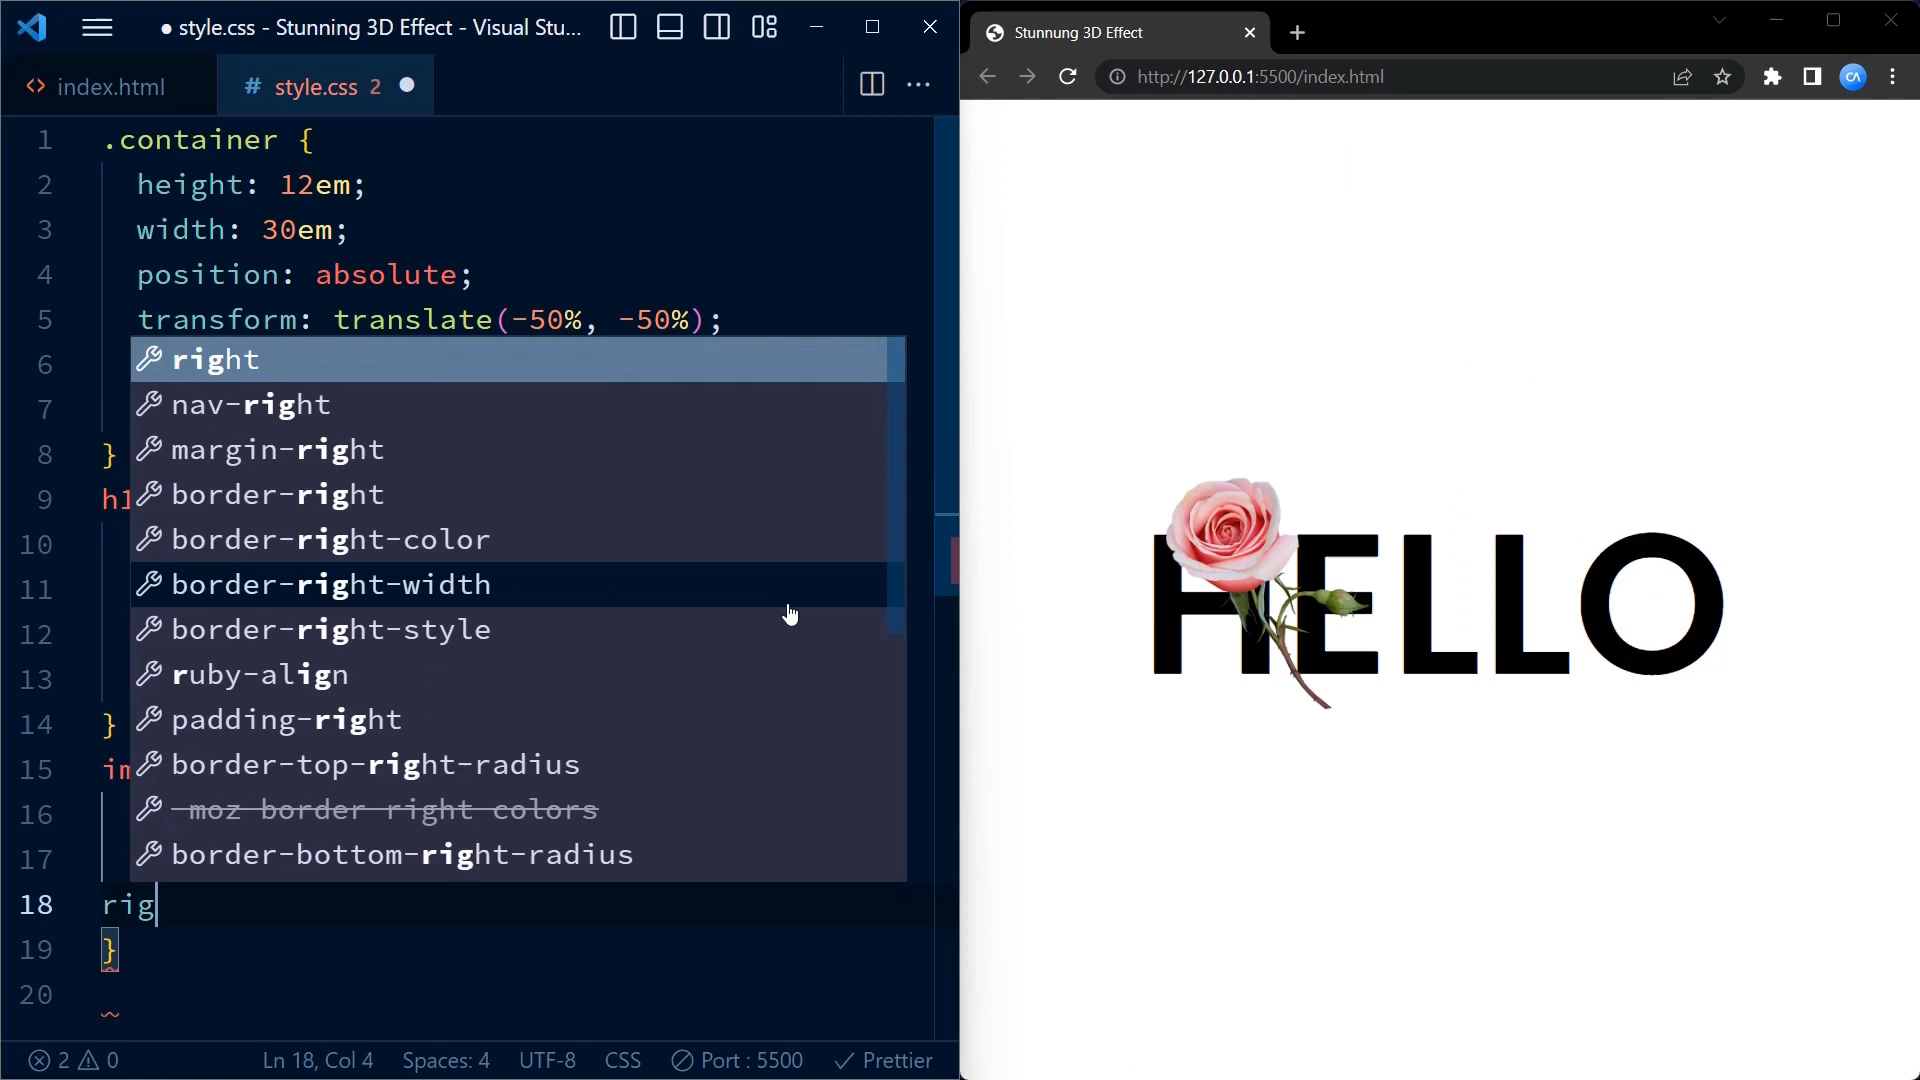 style.css - Stunning 3D Effect - Visual Stu...
index.html
# style.css 2
1 .container {
2 height: 12em;
3 width: 30em;
4 position: absolute;
5 transform: translate(-50%, -50%);
6
7
8 }
9 h1
10
11
12
13
14 }
15 im
16
17
18 rig
19 }
20
right
nav-right
margin-right
border-right
border-right-color
border-right-width
border-right-style
ruby-align
padding-right
border-top-right-radius
-moz-border-right-colors
border-bottom-right-radius
2 0 Ln 18, Col 4 Spaces: 4 UTF-8 CSS Port : 5500 Prettier
Stunnung 3D Effect
http://127.0.0.1:5500/index.html
CA
HELLO